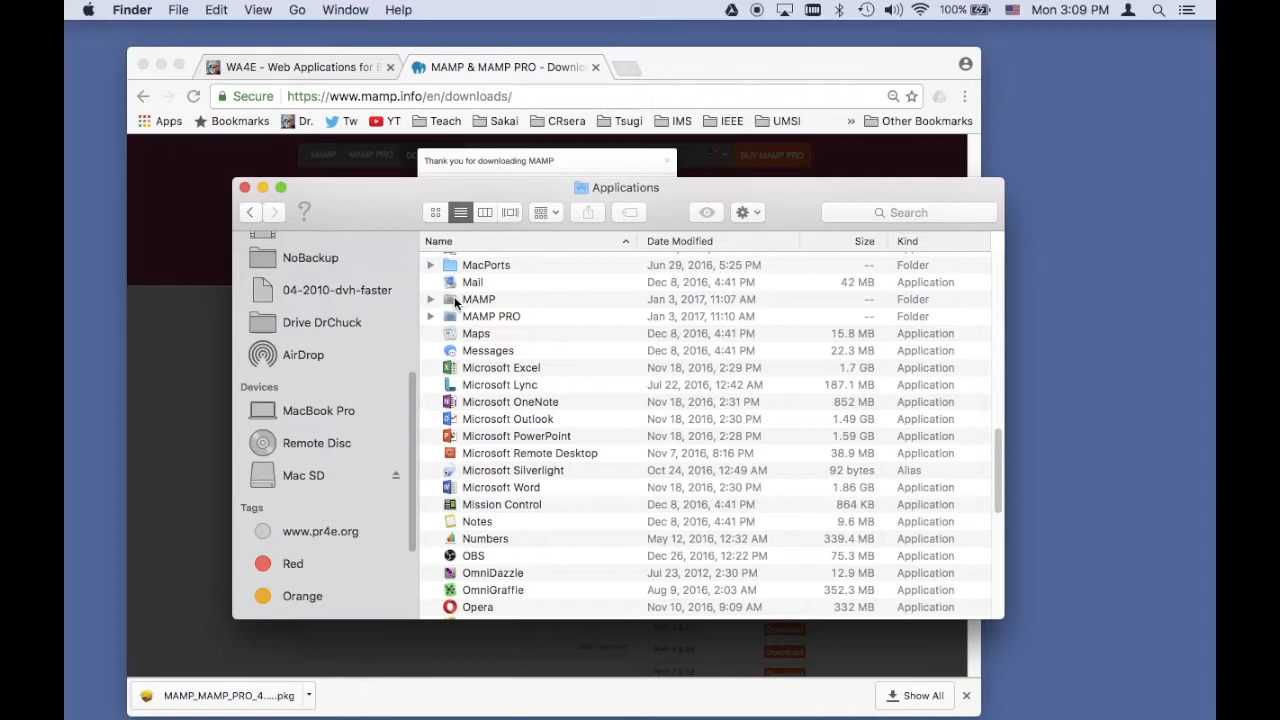 Finder File Edit View Go Window Help 100% Mon 3:09 PM
WA4E - Web Applications for E
MAMP & MAMP PRO - Downlo
Secure https://www.mamp.info/en/downloads/
Apps Bookmarks Dr. Tw YT Teach Sakai CRsera Tsugi IMS IEEE UMSI » Other Bookmarks
MAMP MAMP PRO BUY MAMP PRO
Thank you for downloading MAMP
Applications
Search
Name Date Modified Size Kind
NoBackup
04-2010-dvh-faster
Drive DrChuck
AirDrop
Devices
MacBook Pro
Remote Disc
Mac SD
Tags
www.pr4e.org
Red
Orange
MacPorts Jun 29, 2016, 5:25 PM -- Folder
Mail Dec 8, 2016, 4:41 PM 42 MB Application
MAMP Jan 3, 2017, 11:07 AM -- Folder
MAMP PRO Jan 3, 2017, 11:10 AM -- Folder
Maps Dec 8, 2016, 4:41 PM 15.8 MB Application
Messages Dec 8, 2016, 4:41 PM 22.3 MB Application
Microsoft Excel Nov 18, 2016, 2:29 PM 1.7 GB Application
Microsoft Lync Jul 22, 2016, 12:42 AM 187.1 MB Application
Microsoft OneNote Nov 18, 2016, 2:31 PM 852 MB Application
Microsoft Outlook Nov 18, 2016, 2:30 PM 1.49 GB Application
Microsoft PowerPoint Nov 18, 2016, 2:28 PM 1.59 GB Application
Microsoft Remote Desktop Nov 7, 2016, 8:16 PM 38.9 MB Application
Microsoft Silverlight Oct 24, 2016, 12:49 AM 92 bytes Alias
Microsoft Word Nov 18, 2016, 2:30 PM 1.86 GB Application
Mission Control Dec 8, 2016, 4:41 PM 864 KB Application
Notes Dec 8, 2016, 4:41 PM 9.6 MB Application
Numbers May 12, 2016, 12:32 AM 339.4 MB Application
OBS Dec 26, 2016, 12:22 PM 75.3 MB Application
OmniDazzle Jul 23, 2012, 2:30 PM 12.9 MB Application
OmniGraffle Aug 9, 2016, 2:03 AM 352.3 MB Application
Opera Nov 10, 2016, 9:09 AM 332 MB Application
Download
Download
MAMP_MAMP_PRO_4.....pkg
Show All